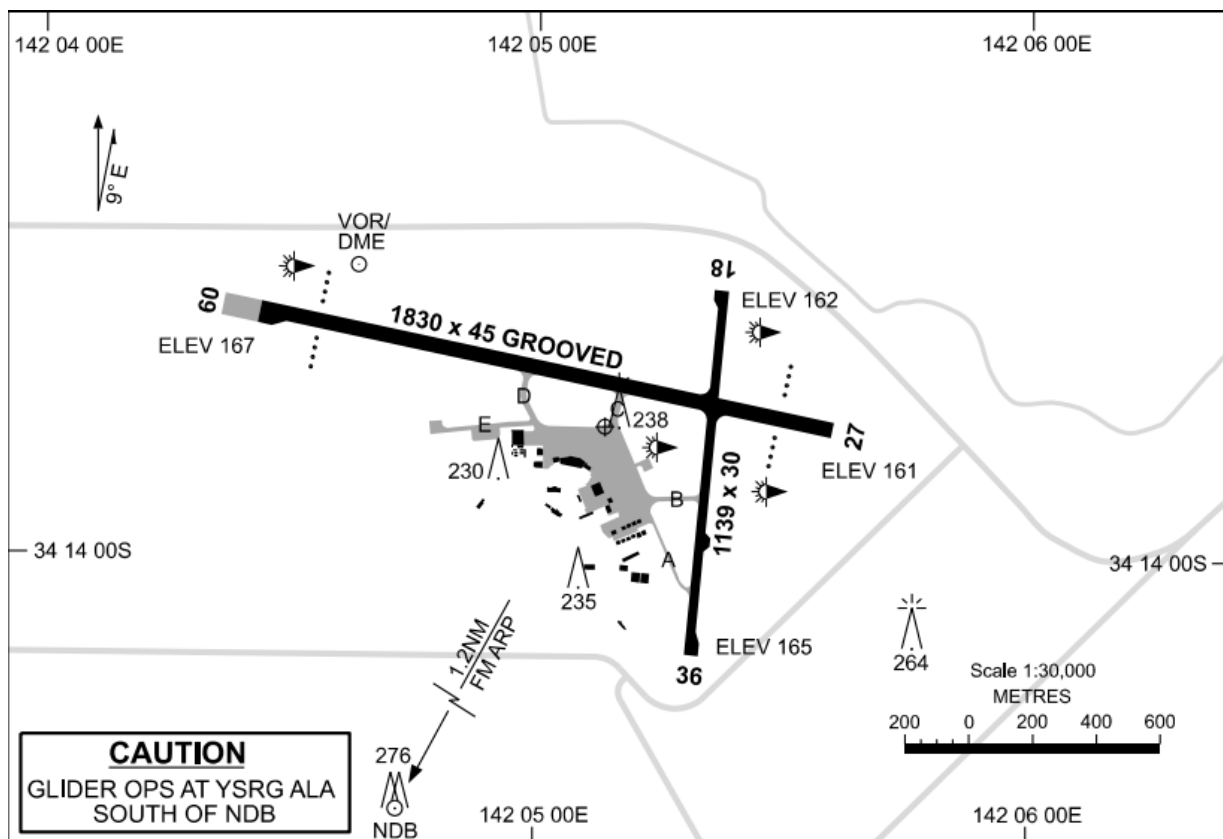 142 04 00E
142 05 00E
142 06 00E
9° E
VOR/
DME
09
18
ELEV 162
1830 x 45 GROOVED
ELEV 167
D
C
238
E
27
ELEV 161
230
B
1139 x 30
34 14 00S
A
34 14 00S
235
ELEV 165
36
264
1.2NM
FM ARP
Scale 1:30,000
METRES
200 0 200 400 600
CAUTION
GLIDER OPS AT YSRG ALA
SOUTH OF NDB
276
NDB
142 05 00E
142 06 00E